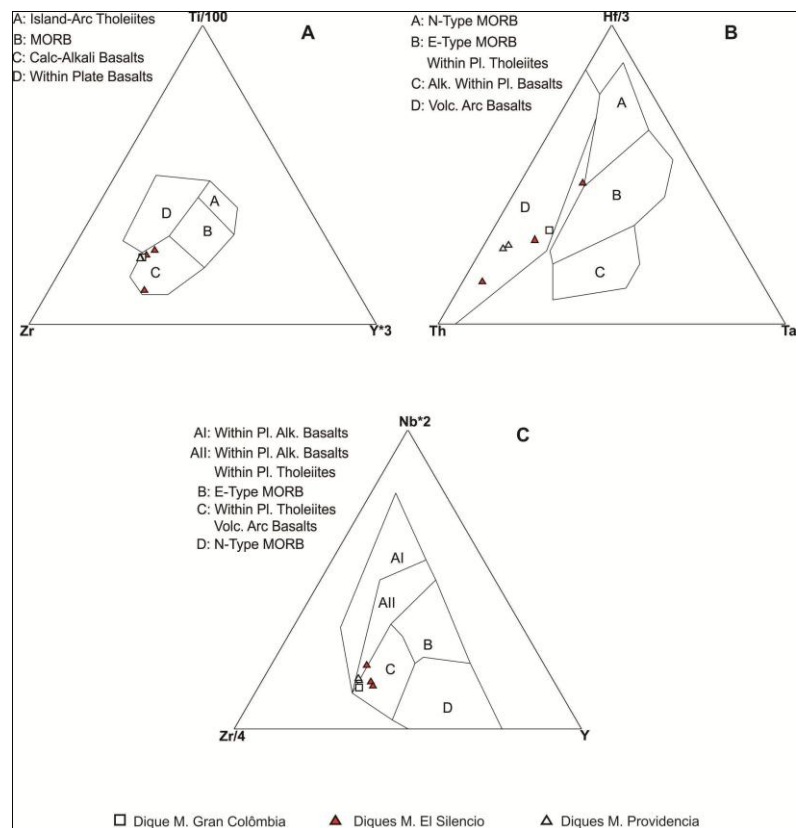 A: Island-Arc Tholeiites
B: MORB
C: Calc-Alkali Basalts
D: Within Plate Basalts
Ti/100
A
D
A
B
C
Zr
Y*3
A: N-Type MORB
B: E-Type MORB
Within Pl. Tholeiites
C: Alk. Within Pl. Basalts
D: Volc. Arc Basalts
Hf/3
B
A
D
B
C
Th
Ta
AI: Within Pl. Alk. Basalts
AII: Within Pl. Alk. Basalts
Within Pl. Tholeiites
B: E-Type MORB
C: Within Pl. Tholeiites
Volc. Arc Basalts
D: N-Type MORB
Nb*2
C
AI
AII
B
C
D
Zr/4
Y
Dique M. Gran Colômbia
Diques M. El Silencio
Diques M. Providencia